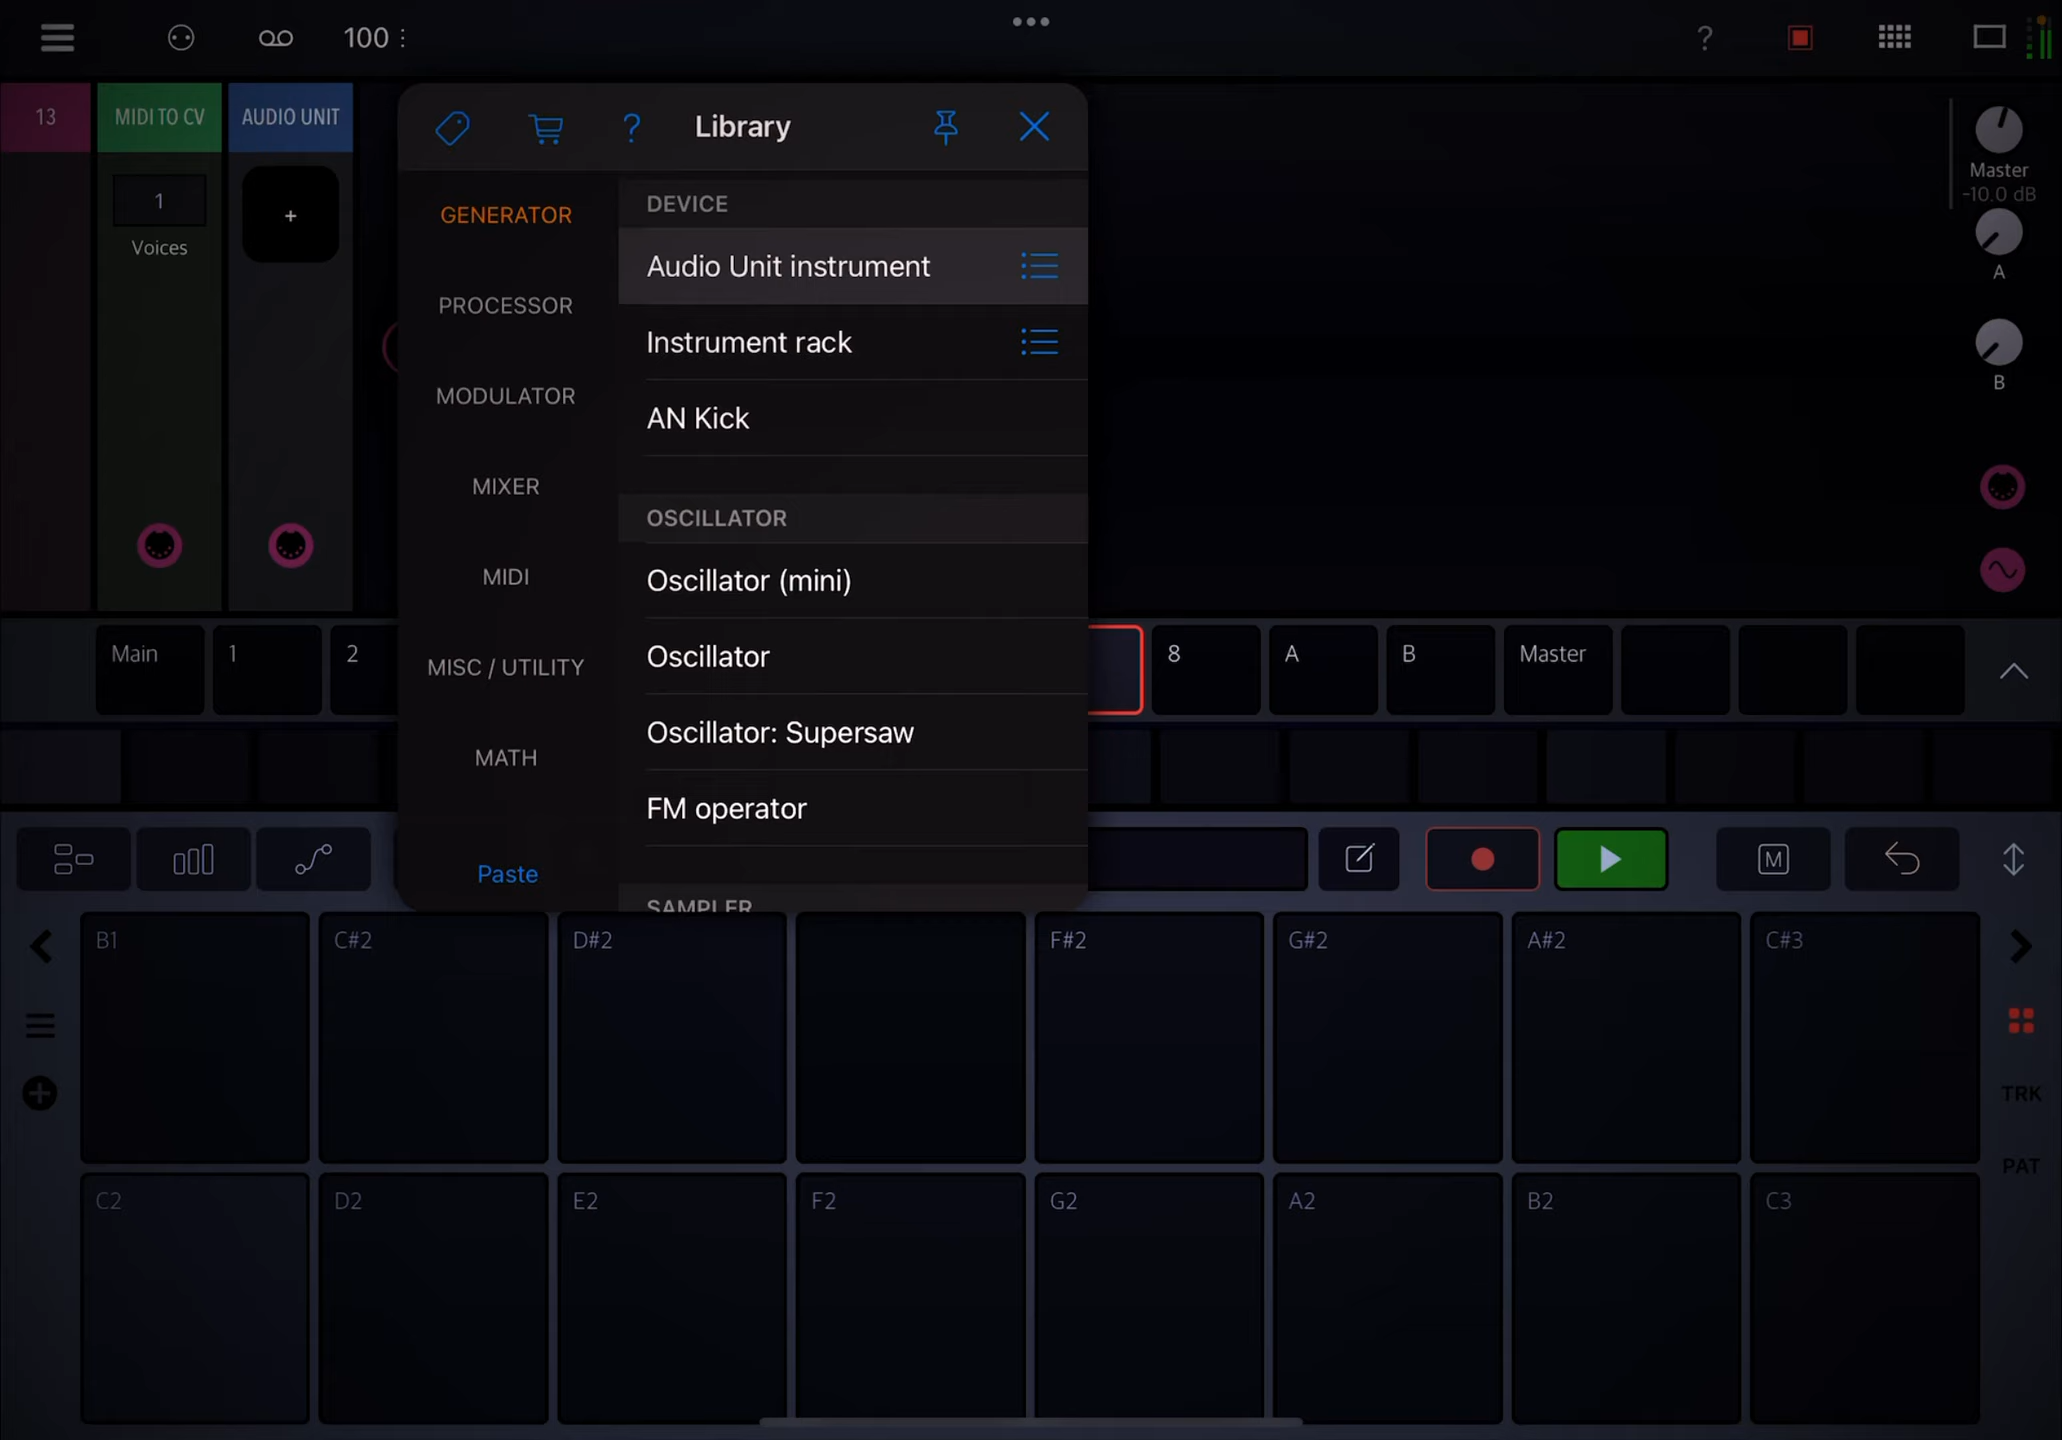 100
?
13
MIDI TO CV
AUDIO UNIT
1
Voices
+
? Library
GENERATOR
PROCESSOR
MODULATOR
MIXER
MIDI
MISC / UTILITY
MATH
Paste
DEVICE
Audio Unit instrument
Instrument rack
AN Kick
OSCILLATOR
Oscillator (mini)
Oscillator
Oscillator: Supersaw
FM operator
SAMPLER
Master
-10.0 dB
A
B
Main 1 2 8 A B Master
M
B1 C#2 D#2 F#2 G#2 A#2 C#3
TRK
PAT
C2 D2 E2 F2 G2 A2 B2 C3